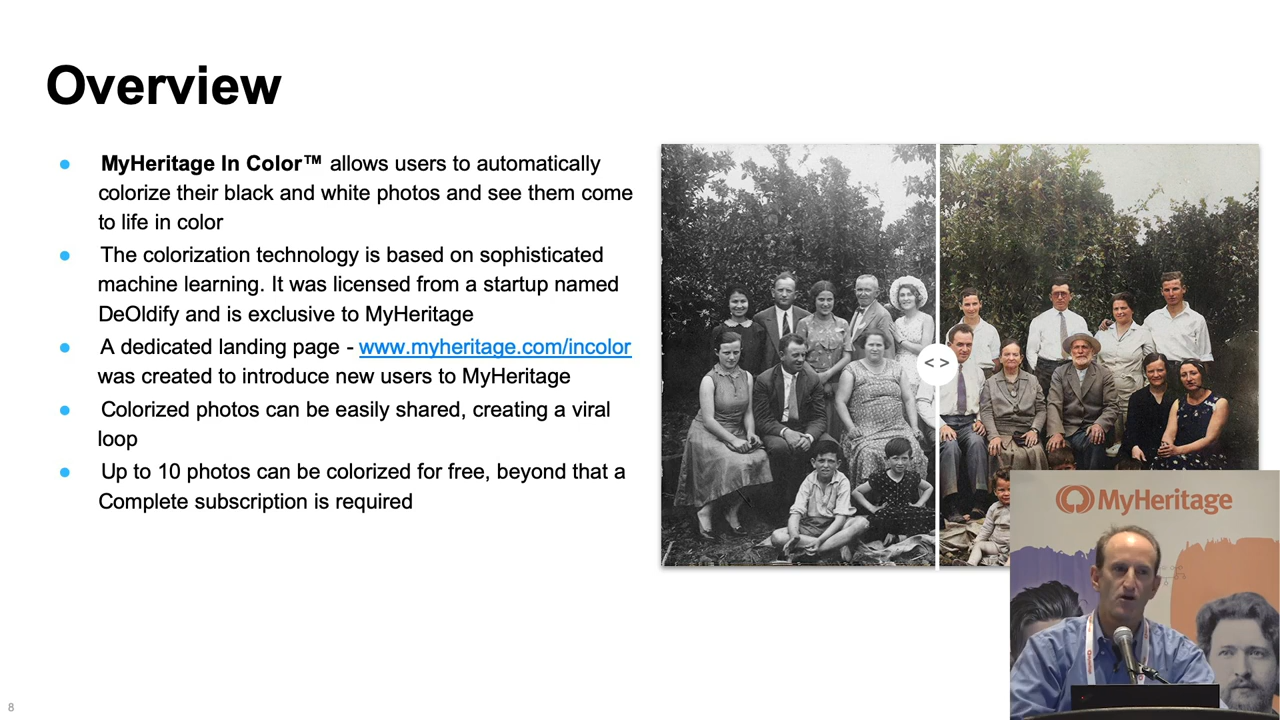 Overview
● MyHeritage In Color™ allows users to automatically
colorize their black and white photos and see them come
to life in color
● The colorization technology is based on sophisticated
machine learning. It was licensed from a startup named
DeOldify and is exclusive to MyHeritage
● A dedicated landing page - www.myheritage.com/incolor
was created to introduce new users to MyHeritage
● Colorized photos can be easily shared, creating a viral
loop
● Up to 10 photos can be colorized for free, beyond that a
Complete subscription is required
< >
MyHeritage
8